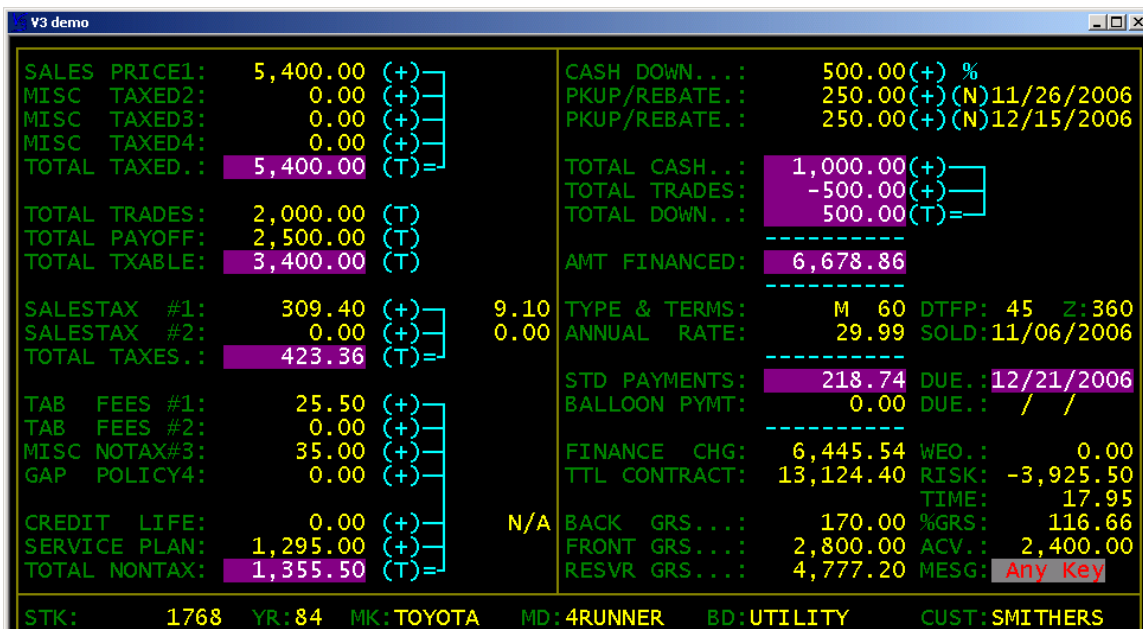 V3 demo
SALES PRICE1: 5,400.00 (+)
MISC TAXED2: 0.00 (+)
MISC TAXED3: 0.00 (+)
MISC TAXED4: 0.00 (+)
TOTAL TAXED.: 5,400.00 (T)=
TOTAL TRADES: 2,000.00 (T)
TOTAL PAYOFF: 2,500.00 (T)
TOTAL TXABLE: 3,400.00 (T)
SALESTAX #1: 309.40 (+) 9.10
SALESTAX #2: 0.00 (+) 0.00
TOTAL TAXES.: 423.36 (T)=
TAB FEES #1: 25.50 (+)
TAB FEES #2: 0.00 (+)
MISC NOTAX#3: 35.00 (+)
GAP POLICY4: 0.00 (+)
CREDIT LIFE: 0.00 (+) N/A
SERVICE PLAN: 1,295.00 (+)
TOTAL NONTAX: 1,355.50 (T)=
CASH DOWN...: 500.00(+) %
PKUP/REBATE.: 250.00(+)(N)11/26/2006
PKUP/REBATE.: 250.00(+)(N)12/15/2006
TOTAL CASH..: 1,000.00(+)
TOTAL TRADES: -500.00(+)
TOTAL DOWN..: 500.00(T)=
-----------
AMT FINANCED: 6,678.86
-----------
TYPE & TERMS: M 60 DTFP: 45 Z:360
ANNUAL RATE: 29.99 SOLD:11/06/2006
-----------
STD PAYMENTS: 218.74 DUE.:12/21/2006
BALLOON PYMT: 0.00 DUE.: / /
-----------
FINANCE CHG: 6,445.54 WEO.: 0.00
TTL CONTRACT: 13,124.40 RISK: -3,925.50
TIME: 17.95
BACK GRS...: 170.00 %GRS: 116.66
FRONT GRS...: 2,800.00 ACV.: 2,400.00
RESVR GRS...: 4,777.20 MESG: Any Key
STK: 1768 YR:84 MK:TOYOTA MD:4RUNNER BD:UTILITY CUST:SMITHERS